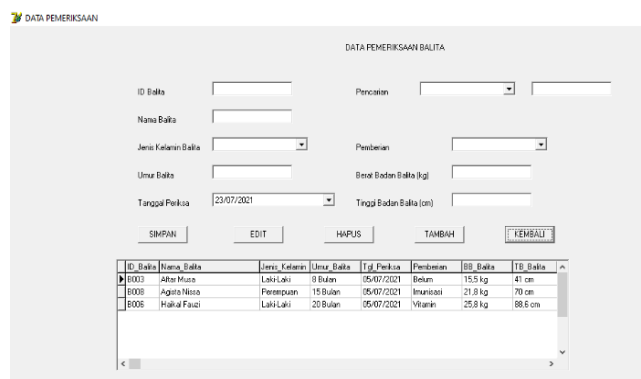 DATA PEMERIKSAAN
DATA PEMERIKSAAN BALITA
ID Balita Pencarian
Nama Balita
Jenis Kelamin Balita Pemberian
Umur Balita Berat Badan Balita (kg)
Tanggal Periksa 23/07/2021 Tinggi Badan Balita (cm)
SIMPAN EDIT HAPUS TAMBAH KEMBALI
ID_Balita Nama_Balita Jenis_Kelamin Umur_Balita Tgl_Periksa Pemberian BB_Balita TB_Balita
B003 Altar Musa Laki-Laki 8 Bulan 05/07/2021 Belum 15,5 kg 41 cm
B008 Agista Nissa Perempuan 15 Bulan 05/07/2021 Imunisasi 21,8 kg 70 cm
B006 Haikal Fauzi Laki-Laki 20 Bulan 05/07/2021 Vitamin 25,8 kg 88,6 cm